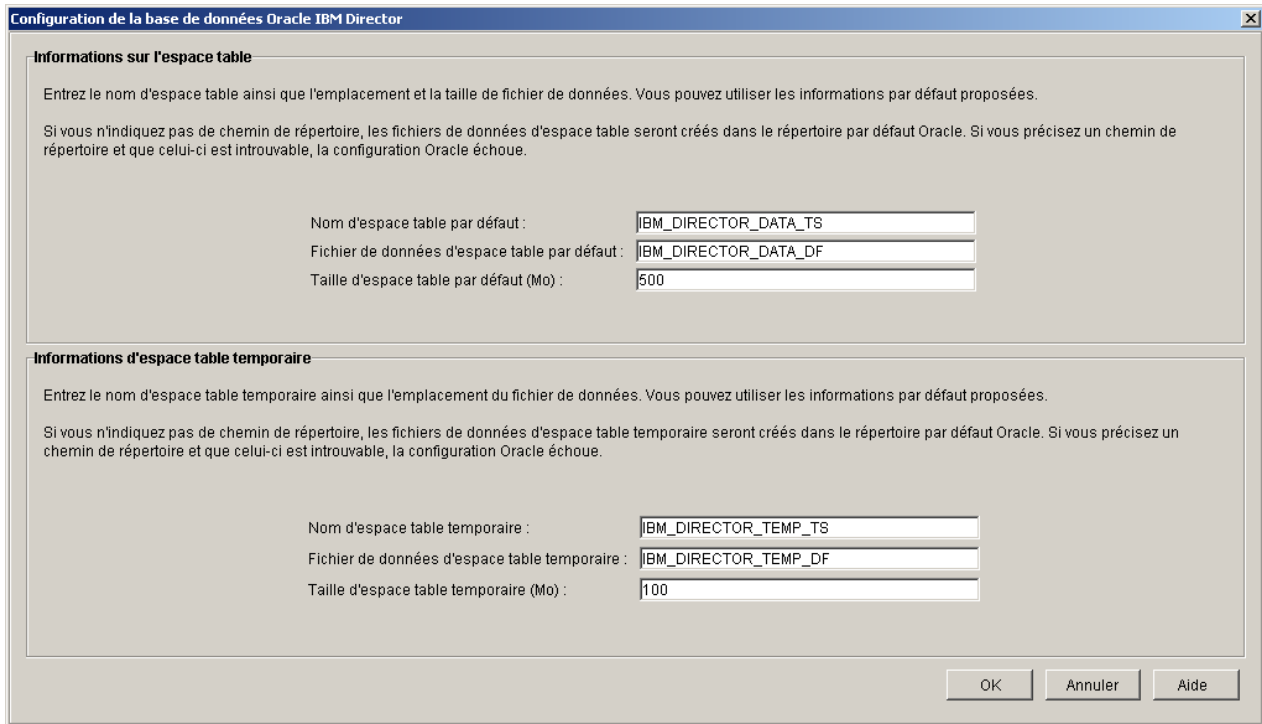 Configuration de la base de données Oracle IBM Director
Informations sur l'espace table
Entrez le nom d'espace table ainsi que l'emplacement et la taille de fichier de données. Vous pouvez utiliser les informations par défaut proposées.
Si vous n'indiquez pas de chemin de répertoire, les fichiers de données d'espace table seront créés dans le répertoire par défaut Oracle. Si vous précisez un chemin de
répertoire et que celui-ci est introuvable, la configuration Oracle échoue.
Nom d'espace table par défaut : IBM_DIRECTOR_DATA_TS
Fichier de données d'espace table par défaut : IBM_DIRECTOR_DATA_DF
Taille d'espace table par défaut (Mo) : 500
Informations d'espace table temporaire
Entrez le nom d'espace table temporaire ainsi que l'emplacement du fichier de données. Vous pouvez utiliser les informations par défaut proposées.
Si vous n'indiquez pas de chemin de répertoire, les fichiers de données d'espace table temporaire seront créés dans le répertoire par défaut Oracle. Si vous précisez un
chemin de répertoire et que celui-ci est introuvable, la configuration Oracle échoue.
Nom d'espace table temporaire : IBM_DIRECTOR_TEMP_TS
Fichier de données d'espace table temporaire : IBM_DIRECTOR_TEMP_DF
Taille d'espace table temporaire (Mo) : 100
OK Annuler Aide